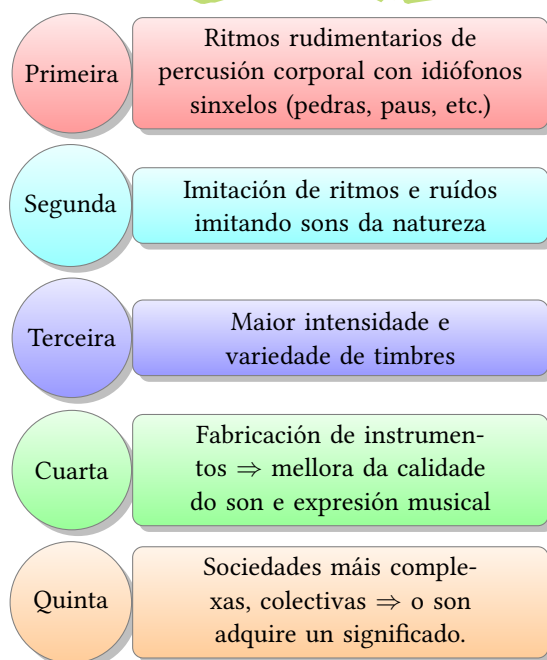 Primeira
Ritmos rudimentarios de
percusión corporal con idiófonos
sinxelos (pedras, paus, etc.)
Segunda
Imitación de ritmos e ruídos
imitando sons da natureza
Terceira
Maior intensidade e
variedade de timbres
Cuarta
Fabricación de instrumen-
tos ⇒ mellora da calidade
do son e expresión musical
Quinta
Sociedades máis comple-
xas, colectivas ⇒ o son
adquire un significado.